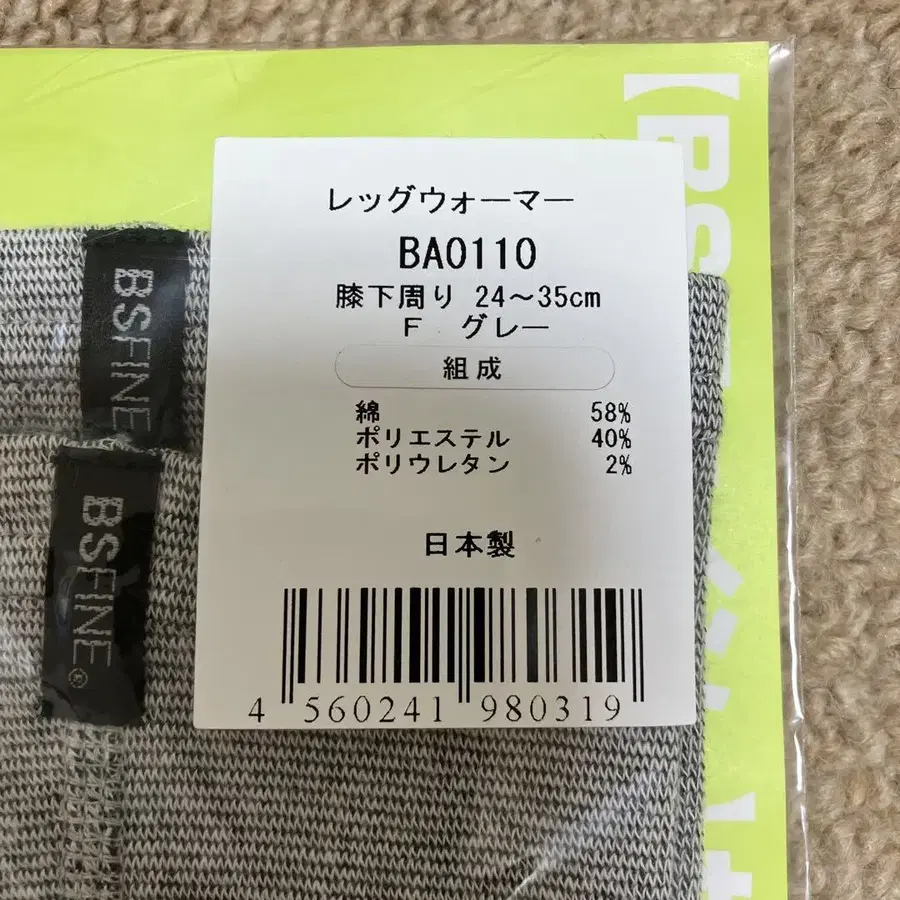 レッグウォーマー
BA0110
膝下周り 24～35cm
F グレー
組成
綿 58%
ポリエステル 40%
ポリウレタン 2%
日本製
4 560241 980319
BSFINE
BSFINE®